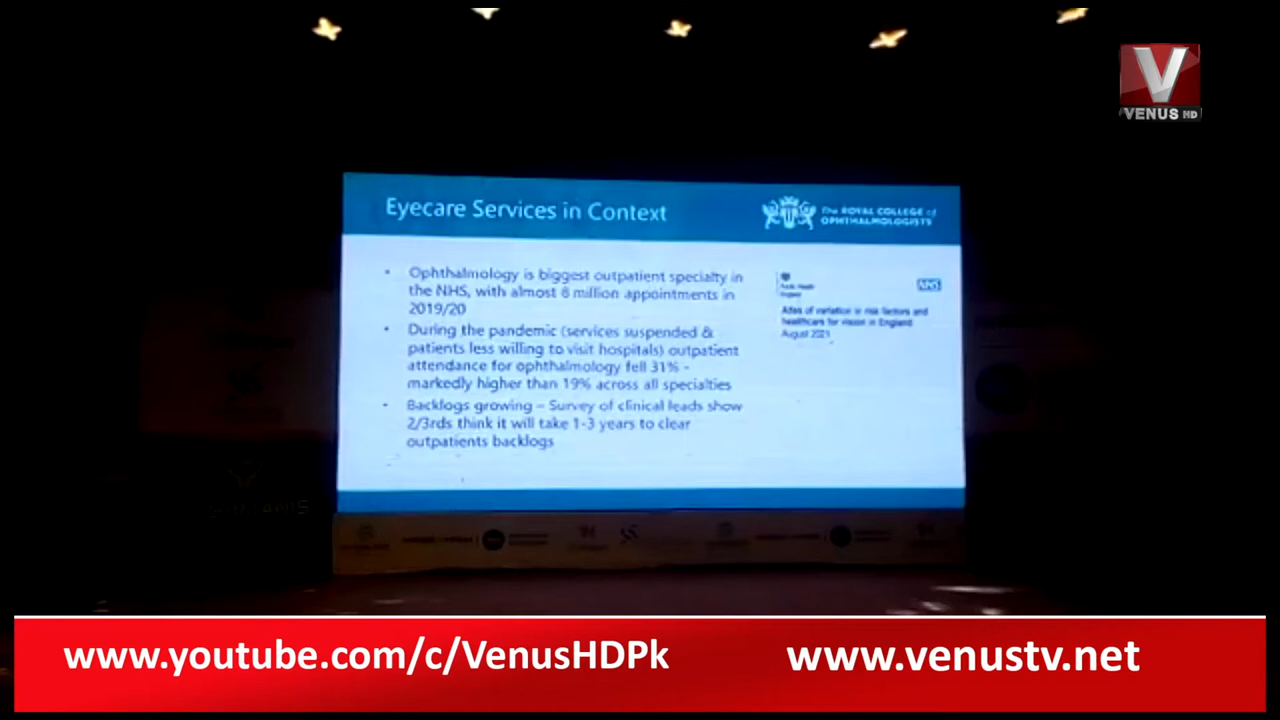 VENUS HD
Eyecare Services in Context
The ROYAL COLLEGE of
OPHTHALMOLOGISTS
• Ophthalmology is biggest outpatient specialty in
the NHS, with almost 8 million appointments in
2019/20
• During the pandemic (services suspended &
patients less willing to visit hospitals) outpatient
attendance for ophthalmology fell 31% -
markedly higher than 19% across all specialties
• Backlogs growing – Survey of clinical leads show
2/3rds think it will take 1-3 years to clear
outpatients backlogs
Public Health
England
NHS
Atlas of variation in risk factors and
healthcare for vision in England
August 2021
www.youtube.com/c/VenusHDPk
www.venustv.net